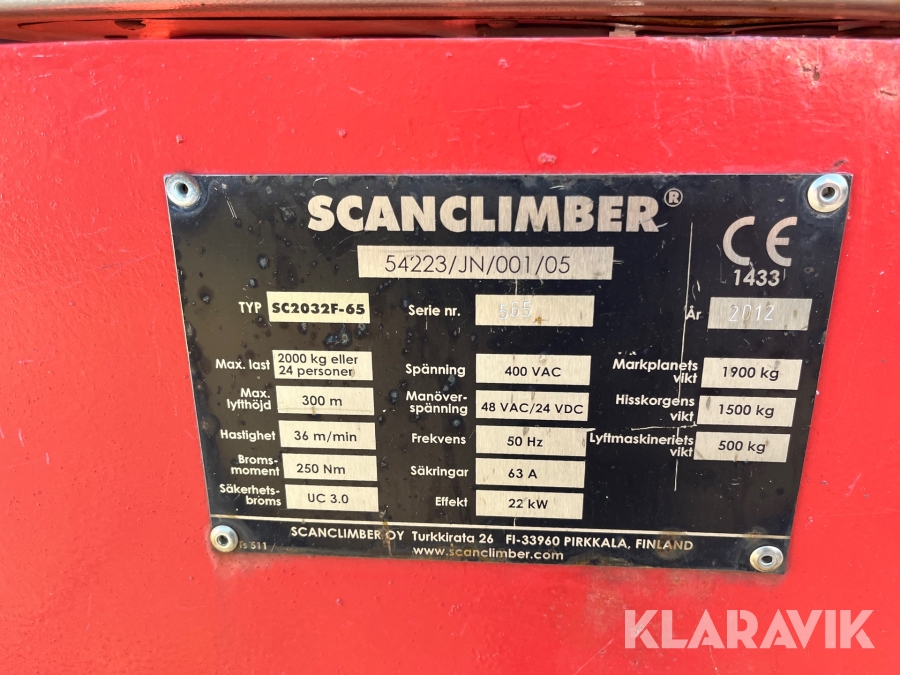 SCANCLIMBER®
54223/JN/001/05
CE
1433
TYP SC2032F-65
Serie nr. 565
År 2012
Max. last 2000 kg eller 24 personer
Max. lyfthöjd 300 m
Hastighet 36 m/min
Broms-moment 250 Nm
Säkerhets-broms UC 3.0
Spänning 400 VAC
Manöver-spänning 48 VAC/24 VDC
Frekvens 50 Hz
Säkringar 63 A
Effekt 22 kW
Markplanets vikt 1900 kg
Hisskorgens vikt 1500 kg
Lyftmaskineriets vikt 500 kg
SCANCLIMBER OY Turkkirata 26 FI-33960 PIRKKALA, FINLAND
www.scanclimber.com
KLARAVIK